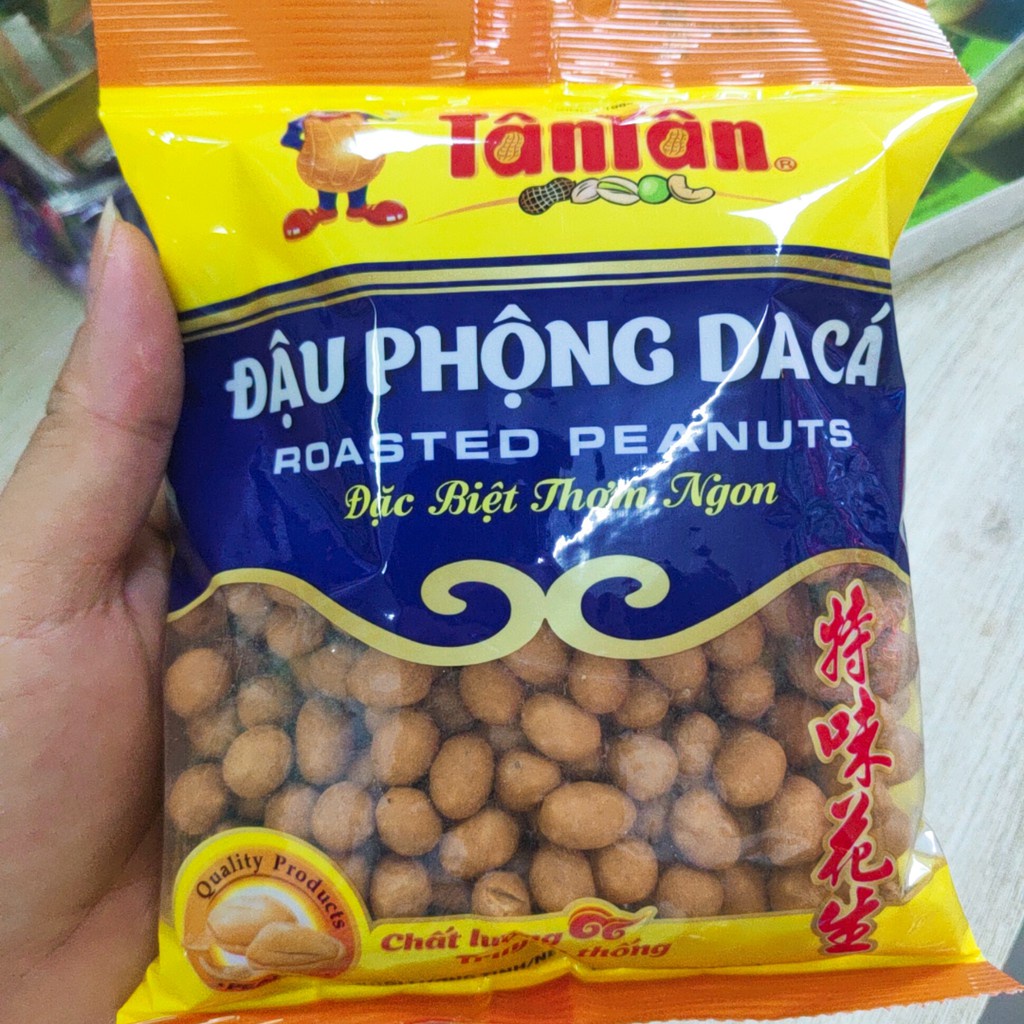 TânTân®
ĐẬU PHỘNG DA CÁ
ROASTED PEANUTS
Đặc Biệt Thơm Ngon
特味花生
Quality Products
Chất lượng
Truyền thống